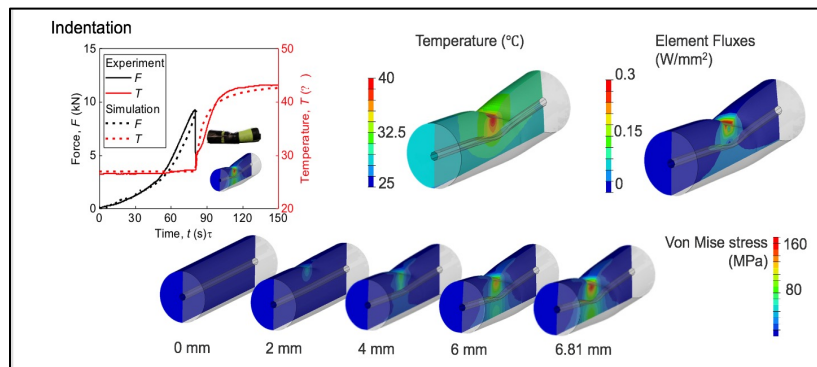 Indentation
15
10
5
0
Force, F (kN)
Experiment
F
T
Simulation
F
T
50
40
30
20
Temperature, T (?)
0
30
60
90
120
150
Time, t (s)τ
Temperature (℃)
40
32.5
25
Element Fluxes
(W/mm²)
0.3
0.15
0
Von Mise stress
(MPa)
160
80
0 mm
2 mm
4 mm
6 mm
6.81 mm